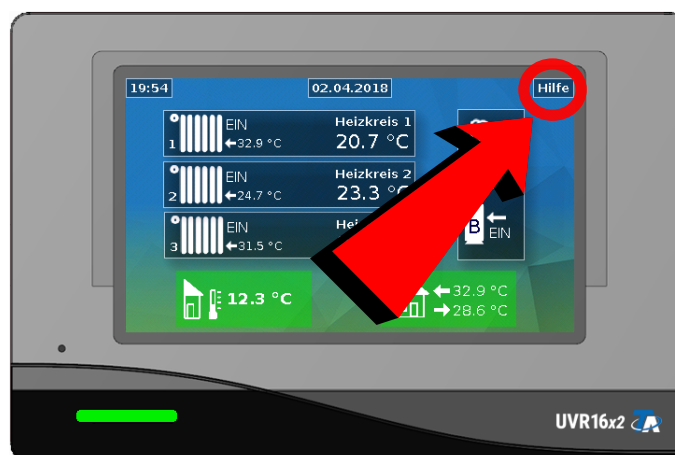 19:54
02.04.2018
Hilfe
EIN
Heizkreis 1
1
←32.9 °C
20.7 °C
EIN
Heizkreis 2
2
←24.7 °C
23.3 °C
EIN
3
←31.5 °C
B
EIN
12.3 °C
←32.9 °C
→28.6 °C
UVR16x2 TA